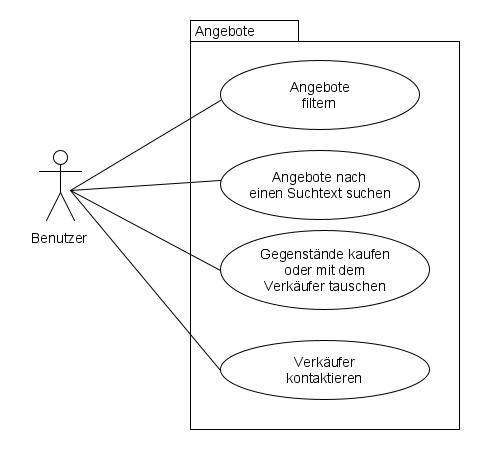 Angebote
Angebote
filtern
Angebote nach
einen Suchtext suchen
Benutzer
Gegenstände kaufen
oder mit dem
Verkäufer tauschen
Verkäufer
kontaktieren